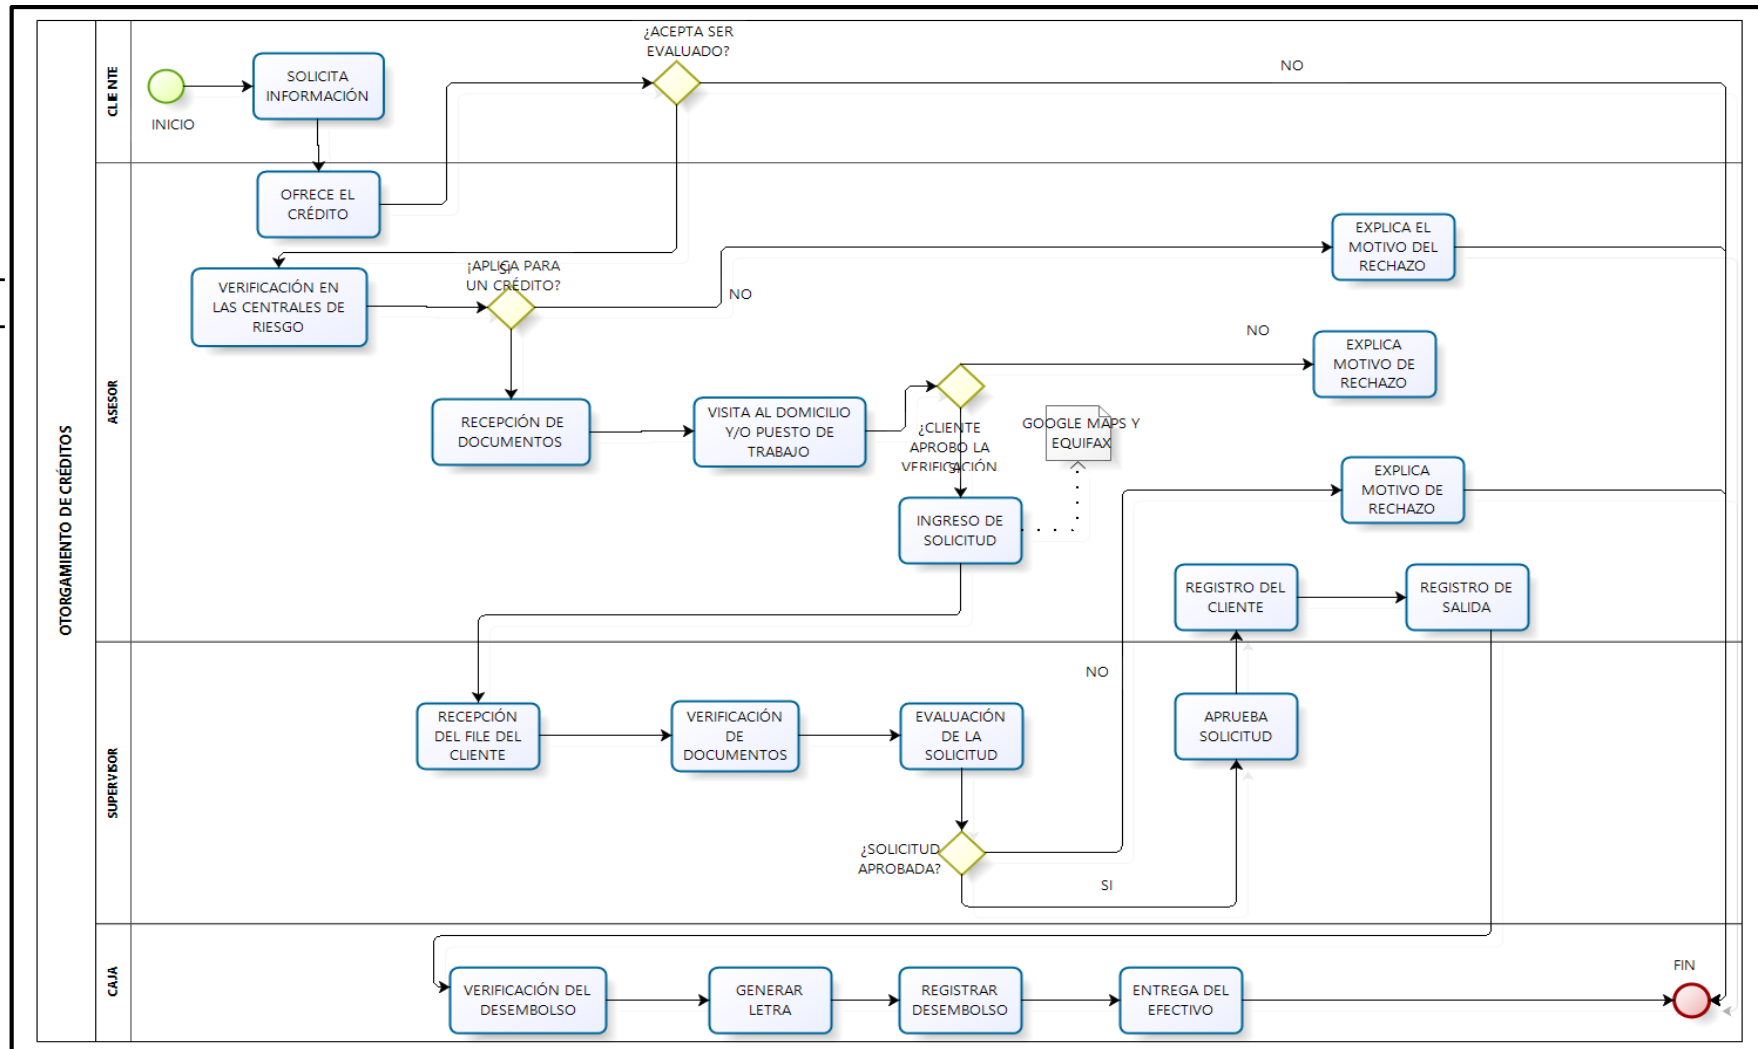 OTORGAMIENTO DE CRÉDITOS
CLIENTE
INICIO
SOLICITA
INFORMACIÓN
¿ACEPTA SER
EVALUADO?
NO
ASESOR
OFRECE EL
CRÉDITO
SI
VERIFICACIÓN EN
LAS CENTRALES DE
RIESGO
¡APLICA PARA
UN CRÉDITO?
NO
EXPLICA EL
MOTIVO DEL
RECHAZO
RECEPCIÓN DE
DOCUMENTOS
VISITA AL DOMICILIO
Y/O PUESTO DE
TRABAJO
¿CLIENTE
APROBO LA
VERIFICACIÓN
NO
EXPLICA
MOTIVO DE
RECHAZO
SI
INGRESO DE
SOLICITUD
GOOGLE MAPS Y
EQUIFAX
EXPLICA
MOTIVO DE
RECHAZO
REGISTRO DEL
CLIENTE
REGISTRO DE
SALIDA
SUPERVISOR
RECEPCIÓN
DEL FILE DEL
CLIENTE
VERIFICACIÓN
DE
DOCUMENTOS
EVALUACIÓN
DE LA
SOLICITUD
¿SOLICITUD
APROBADA?
NO
SI
APRUEBA
SOLICITUD
CAJA
VERIFICACIÓN DEL
DESEMBOLSO
GENERAR
LETRA
REGISTRAR
DESEMBOLSO
ENTREGA DEL
EFECTIVO
FIN